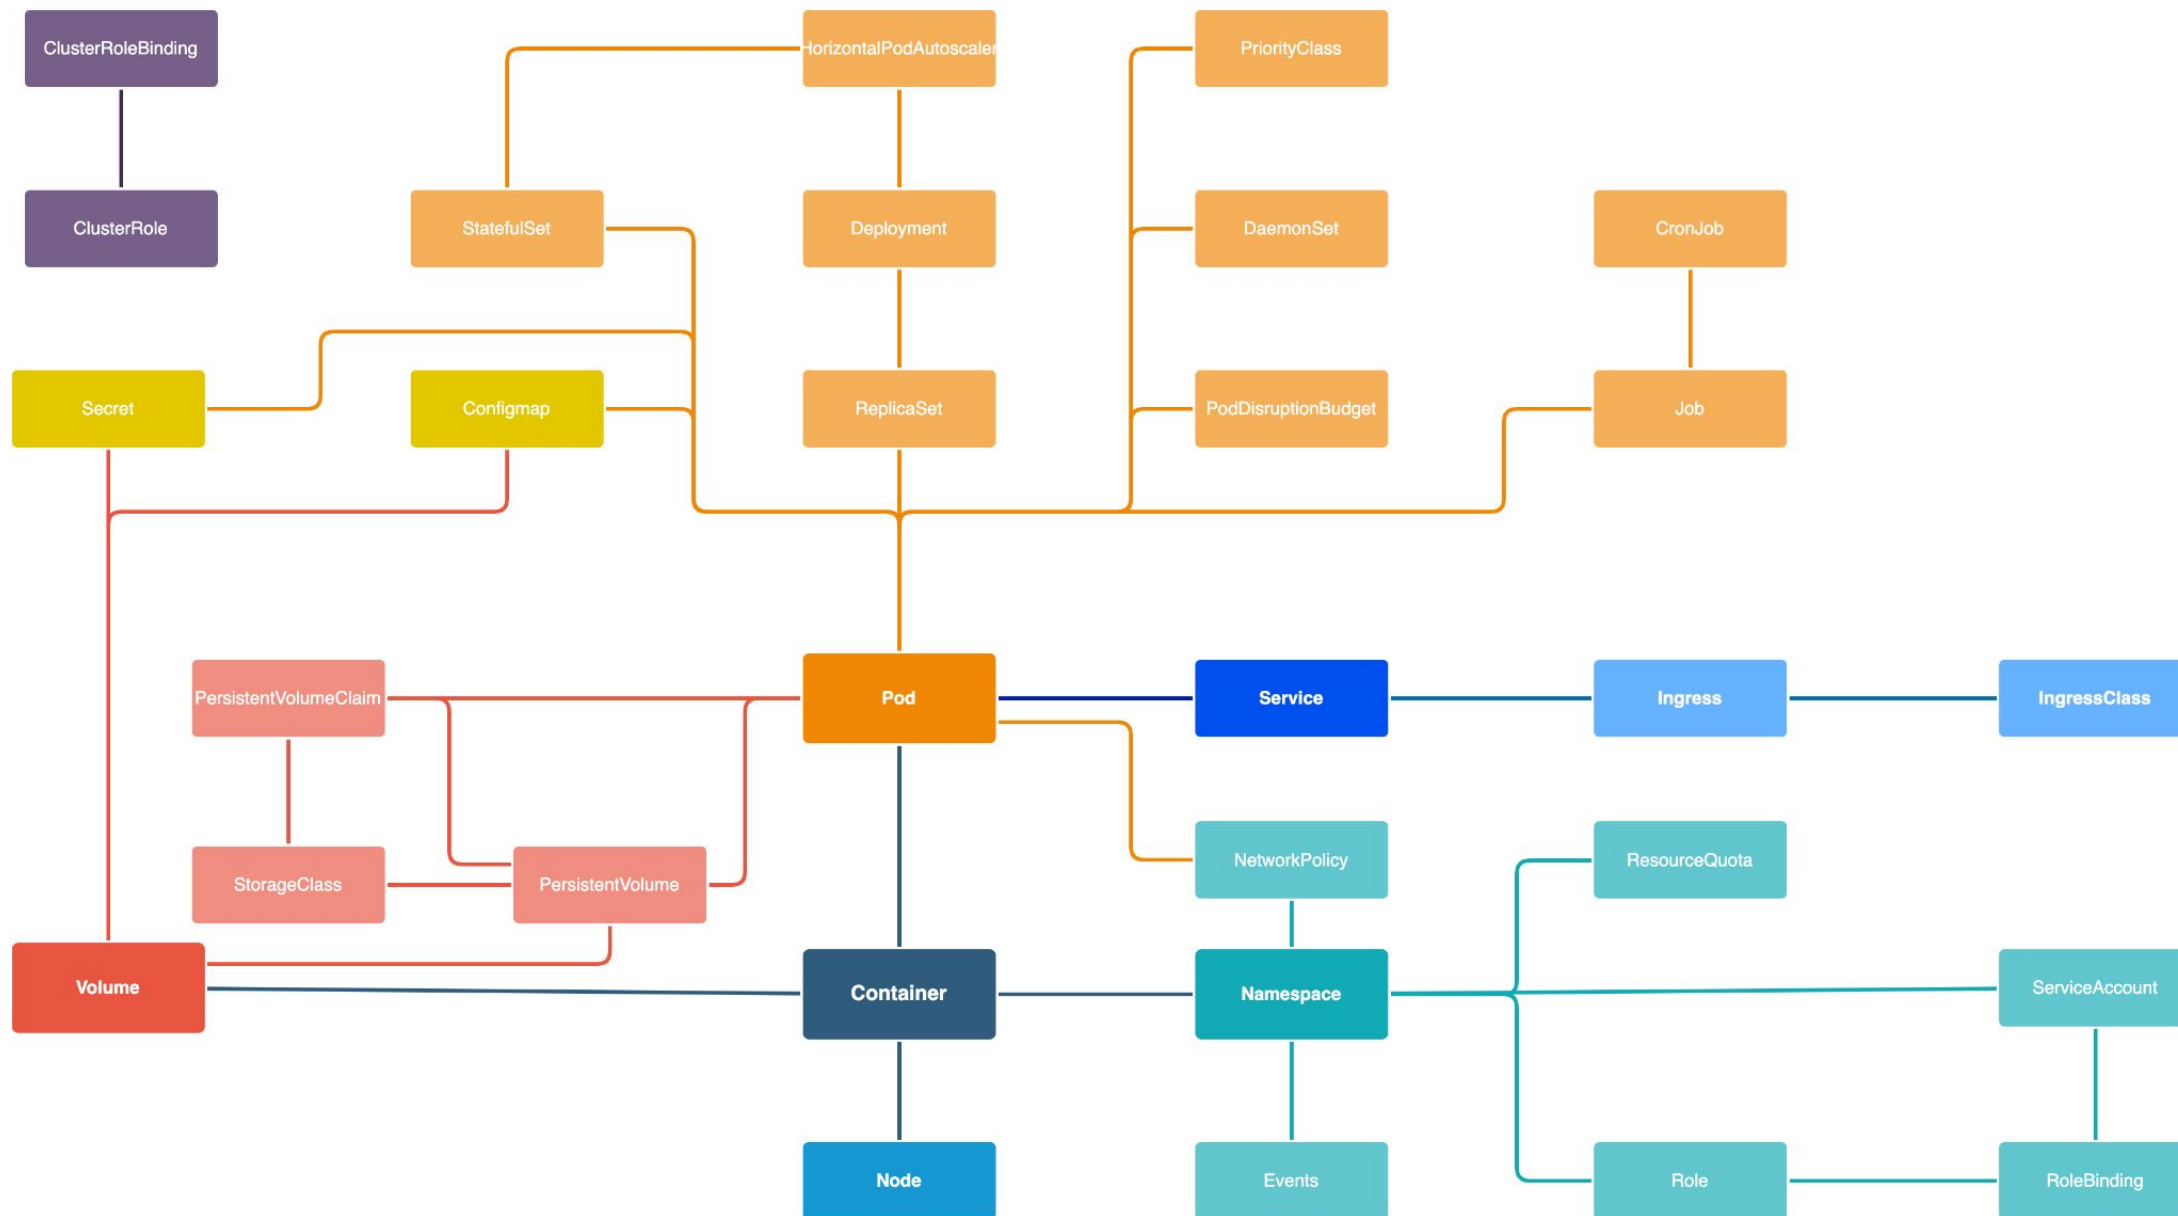 ClusterRoleBinding
HorizontalPodAutoscaler
PriorityClass
ClusterRole
StatefulSet
Deployment
DaemonSet
CronJob
Secret
Configmap
ReplicaSet
PodDisruptionBudget
Job
PersistentVolumeClaim
Pod
Service
Ingress
IngressClass
NetworkPolicy
ResourceQuota
StorageClass
PersistentVolume
Volume
Container
Namespace
ServiceAccount
Node
Events
Role
RoleBinding